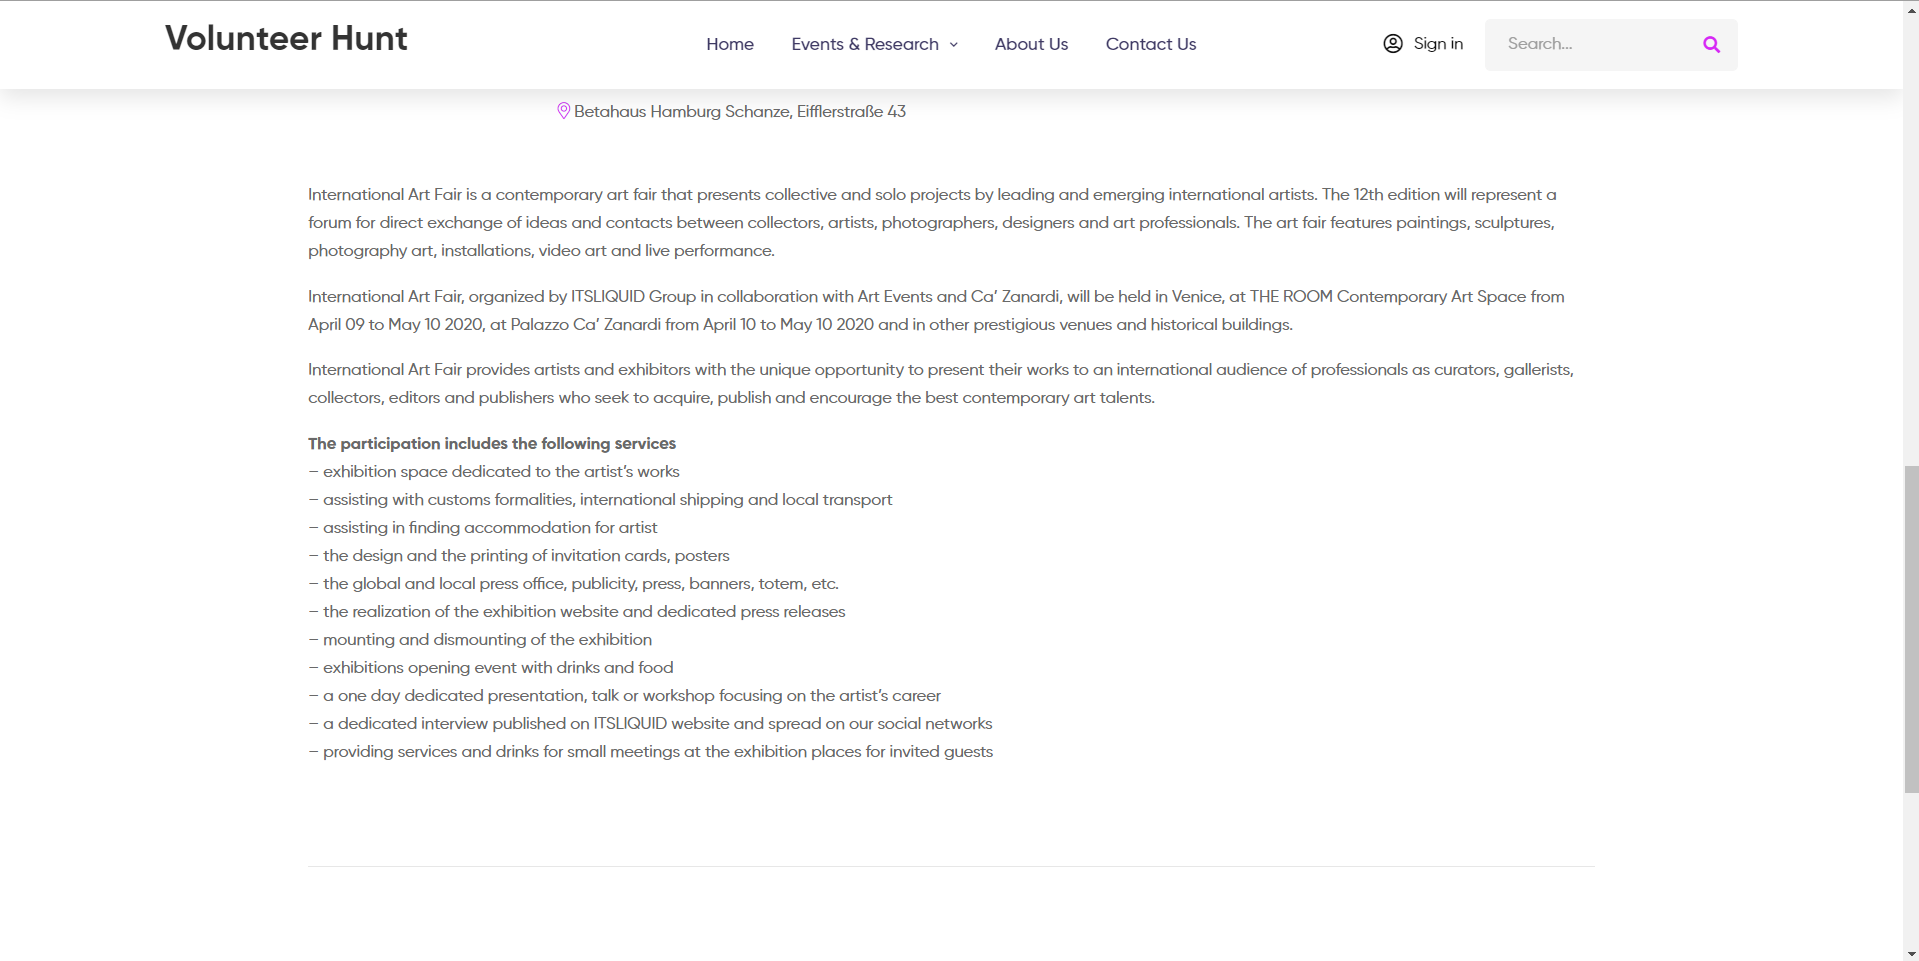 Volunteer Hunt
Home
Events & Research
About Us
Contact Us
Sign in
Search...
Betahaus Hamburg Schanze, Eifflerstraße 43
International Art Fair is a contemporary art fair that presents collective and solo projects by leading and emerging international artists. The 12th edition will represent a
forum for direct exchange of ideas and contacts between collectors, artists, photographers, designers and art professionals. The art fair features paintings, sculptures,
photography art, installations, video art and live performance.
International Art Fair, organized by ITSLIQUID Group in collaboration with Art Events and Ca’ Zanardi, will be held in Venice, at THE ROOM Contemporary Art Space from
April 09 to May 10 2020, at Palazzo Ca’ Zanardi from April 10 to May 10 2020 and in other prestigious venues and historical buildings.
International Art Fair provides artists and exhibitors with the unique opportunity to present their works to an international audience of professionals as curators, gallerists,
collectors, editors and publishers who seek to acquire, publish and encourage the best contemporary art talents.
The participation includes the following services
– exhibition space dedicated to the artist’s works
– assisting with customs formalities, international shipping and local transport
– assisting in finding accommodation for artist
– the design and the printing of invitation cards, posters
– the global and local press office, publicity, press, banners, totem, etc.
– the realization of the exhibition website and dedicated press releases
– mounting and dismounting of the exhibition
– exhibitions opening event with drinks and food
– a one day dedicated presentation, talk or workshop focusing on the artist’s career
– a dedicated interview published on ITSLIQUID website and spread on our social networks
– providing services and drinks for small meetings at the exhibition places for invited guests